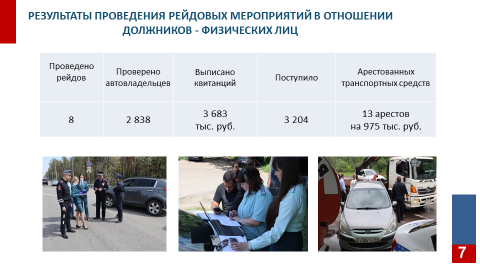 РЕЗУЛЬТАТЫ ПРОВЕДЕНИЯ РЕЙДОВЫХ МЕРОПРИЯТИЙ В ОТНОШЕНИИ
ДОЛЖНИКОВ - ФИЗИЧЕСКИХ ЛИЦ
Проведено рейдов
Проверено автовладельцев
Выписано квитанций
Поступило
Арестованных транспортных средств
8
2 838
3 683
тыс. руб.
3 204
13 арестов
на 975 тыс. руб.
HINO
7